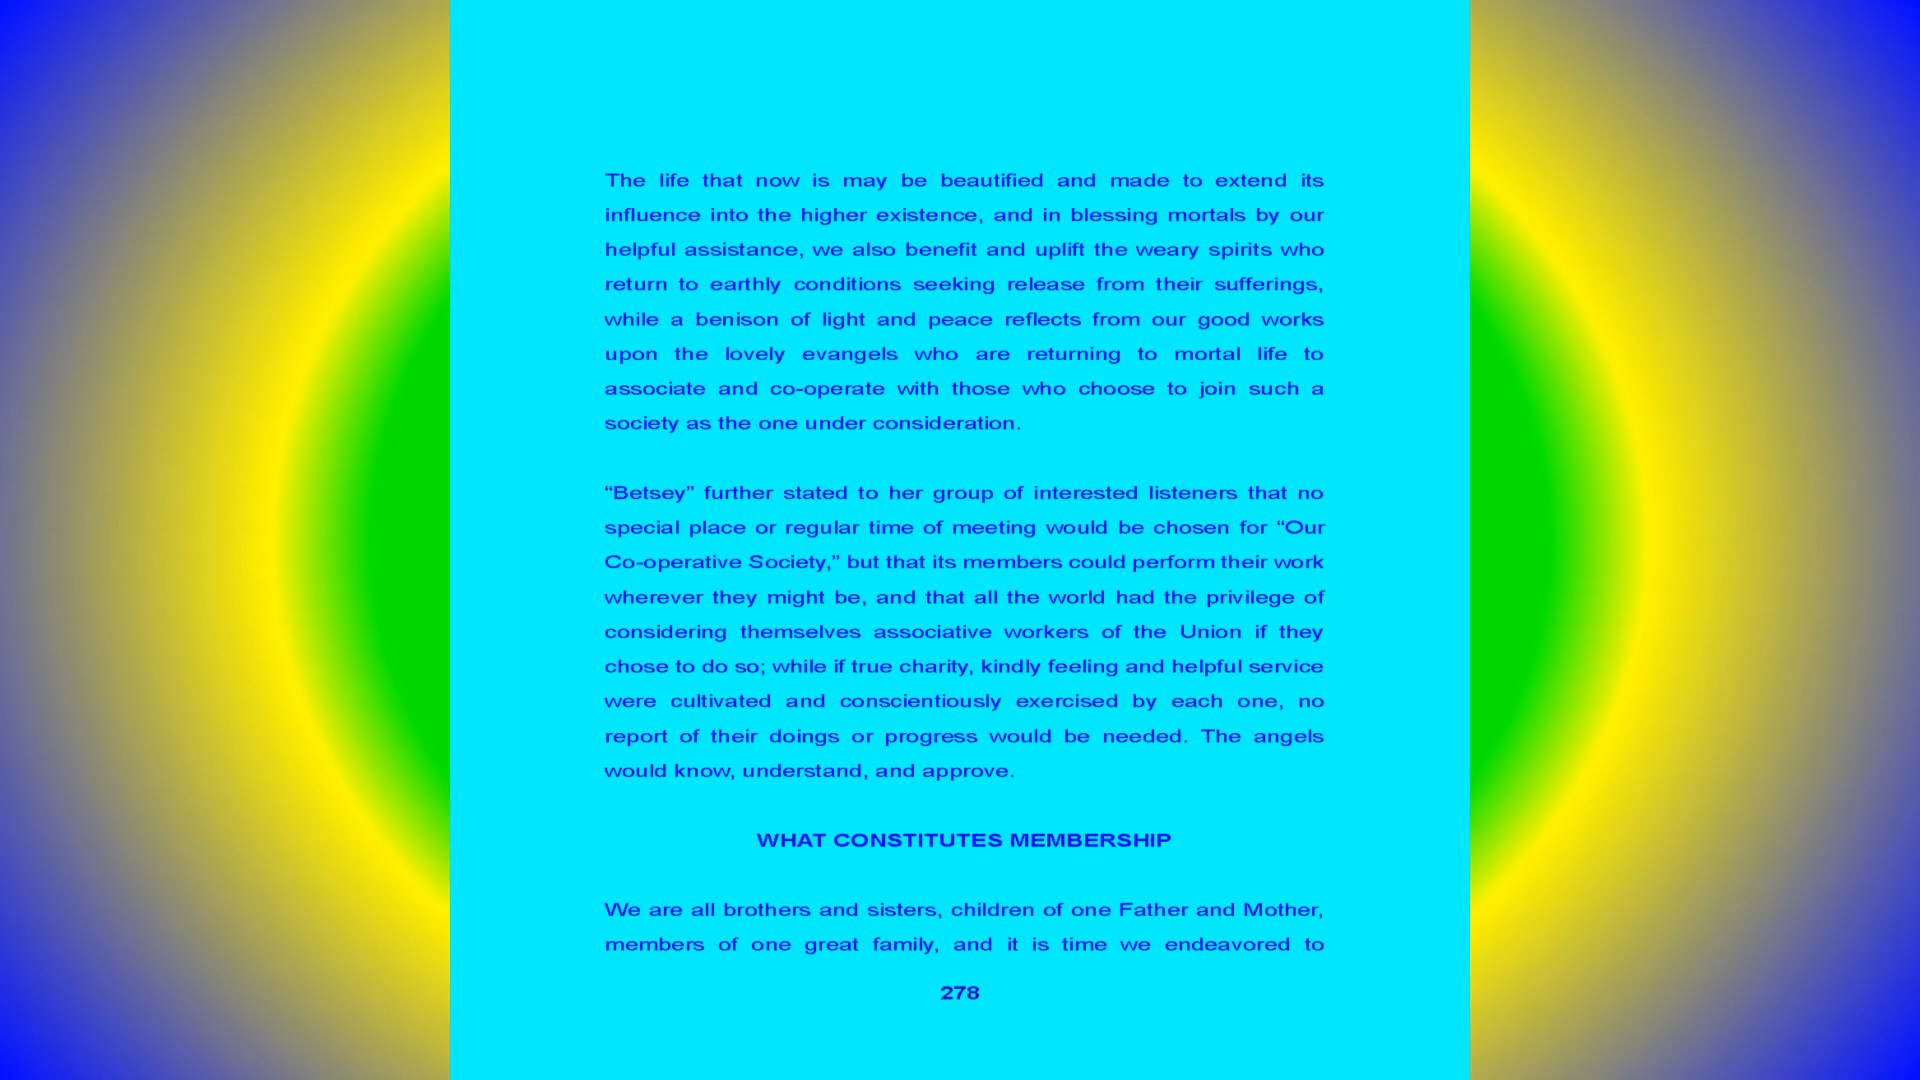 The life that now is may be beautified and made to extend its
influence into the higher existence, and in blessing mortals by our
helpful assistance, we also benefit and uplift the weary spirits who
return to earthly conditions seeking release from their sufferings,
while a benison of light and peace reflects from our good works
upon the lovely evangels who are returning to mortal life to
associate and co-operate with those who choose to join such a
society as the one under consideration.
“Betsey” further stated to her group of interested listeners that no
special place or regular time of meeting would be chosen for “Our
Co-operative Society,” but that its members could perform their work
wherever they might be, and that all the world had the privilege of
considering themselves associative workers of the Union if they
chose to do so; while if true charity, kindly feeling and helpful service
were cultivated and conscientiously exercised by each one, no
report of their doings or progress would be needed. The angels
would know, understand, and approve.
WHAT CONSTITUTES MEMBERSHIP
We are all brothers and sisters, children of one Father and Mother,
members of one great family, and it is time we endeavored to
278